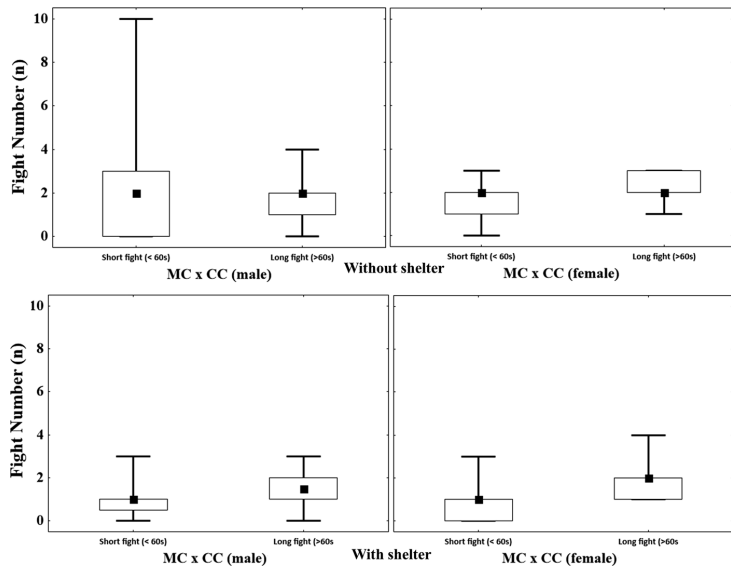 Fight Number (n)
10
8
6
4
2
0
Short fight (< 60s)
Long fight (>60s)
Short fight (< 60s)
Long fight (>60s)
MC x CC (male)
Without shelter
MC x CC (female)
Fight Number (n)
10
8
6
4
2
0
Short fight (< 60s)
Long fight (>60s)
Short fight (< 60s)
Long fight (>60s
MC x CC (male)
With shelter
MC x CC (female)